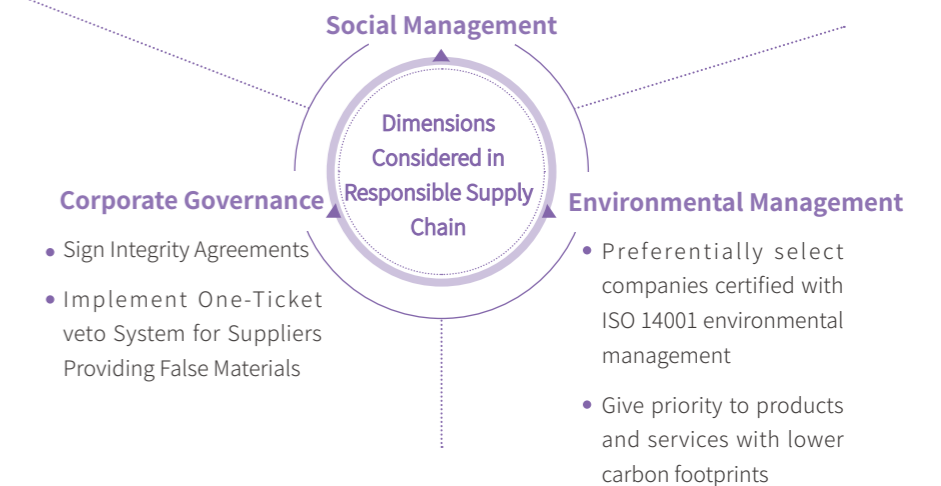 Social Management
Dimensions
Considered in
Responsible Supply
Chain
Corporate Governance
• Sign Integrity Agreements
• Implement One-Ticket
veto System for Suppliers
Providing False Materials
Environmental Management
• Preferentially select
companies certified with
ISO 14001 environmental
management
• Give priority to products
and services with lower
carbon footprints